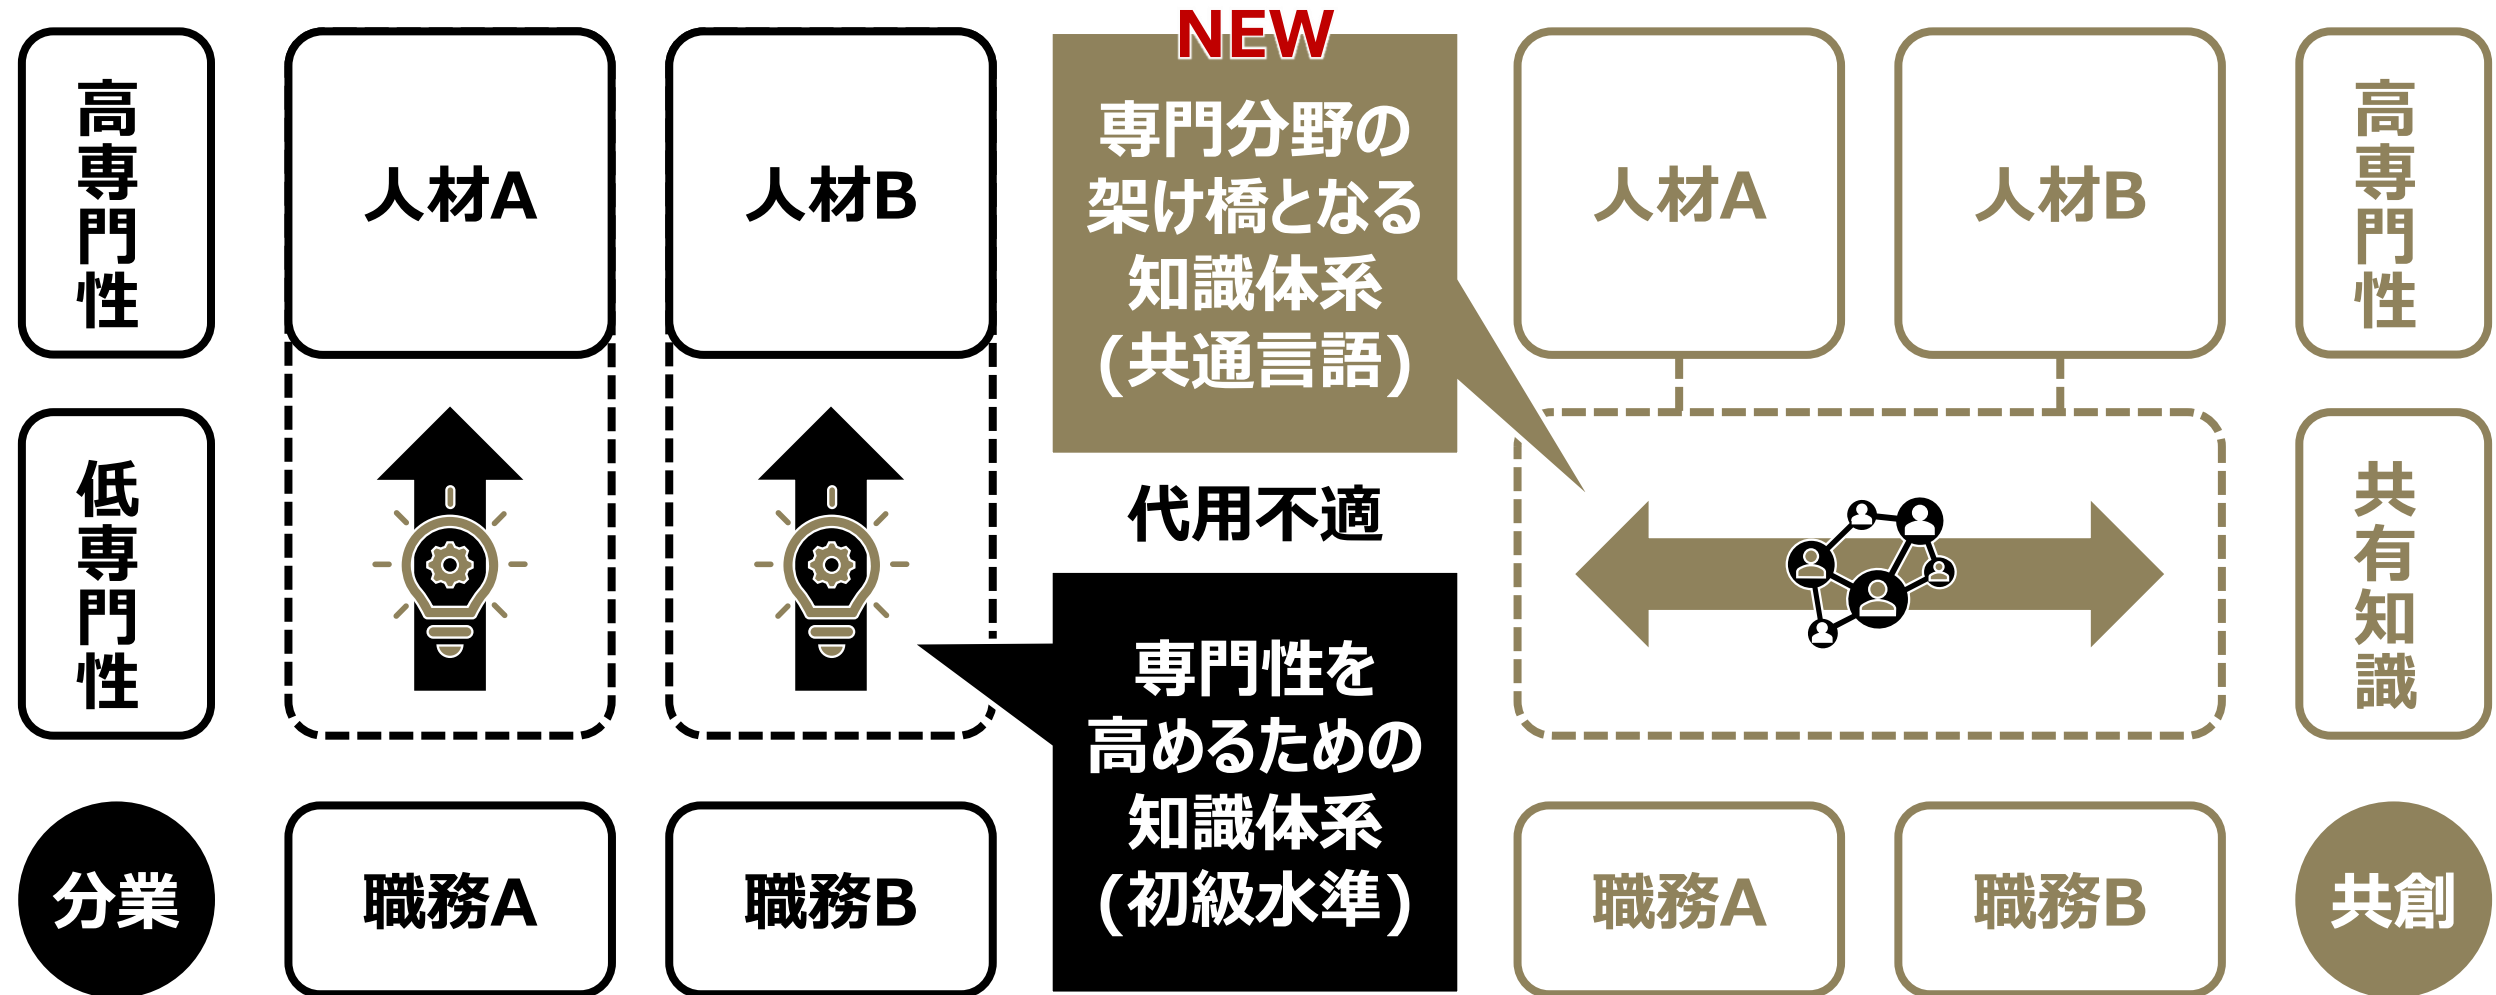 NEW
高
専
門
性
人材A
人材B
専門分野の
架け橋となる
知識体系
(共通言語)
人材A
人材B
高
専
門
性
低
専
門
性
代表不適
共
有
知
識
専門性を
高めるための
知識体系
(初級编)
分業
職務A
職務B
職務A
職務B
共創